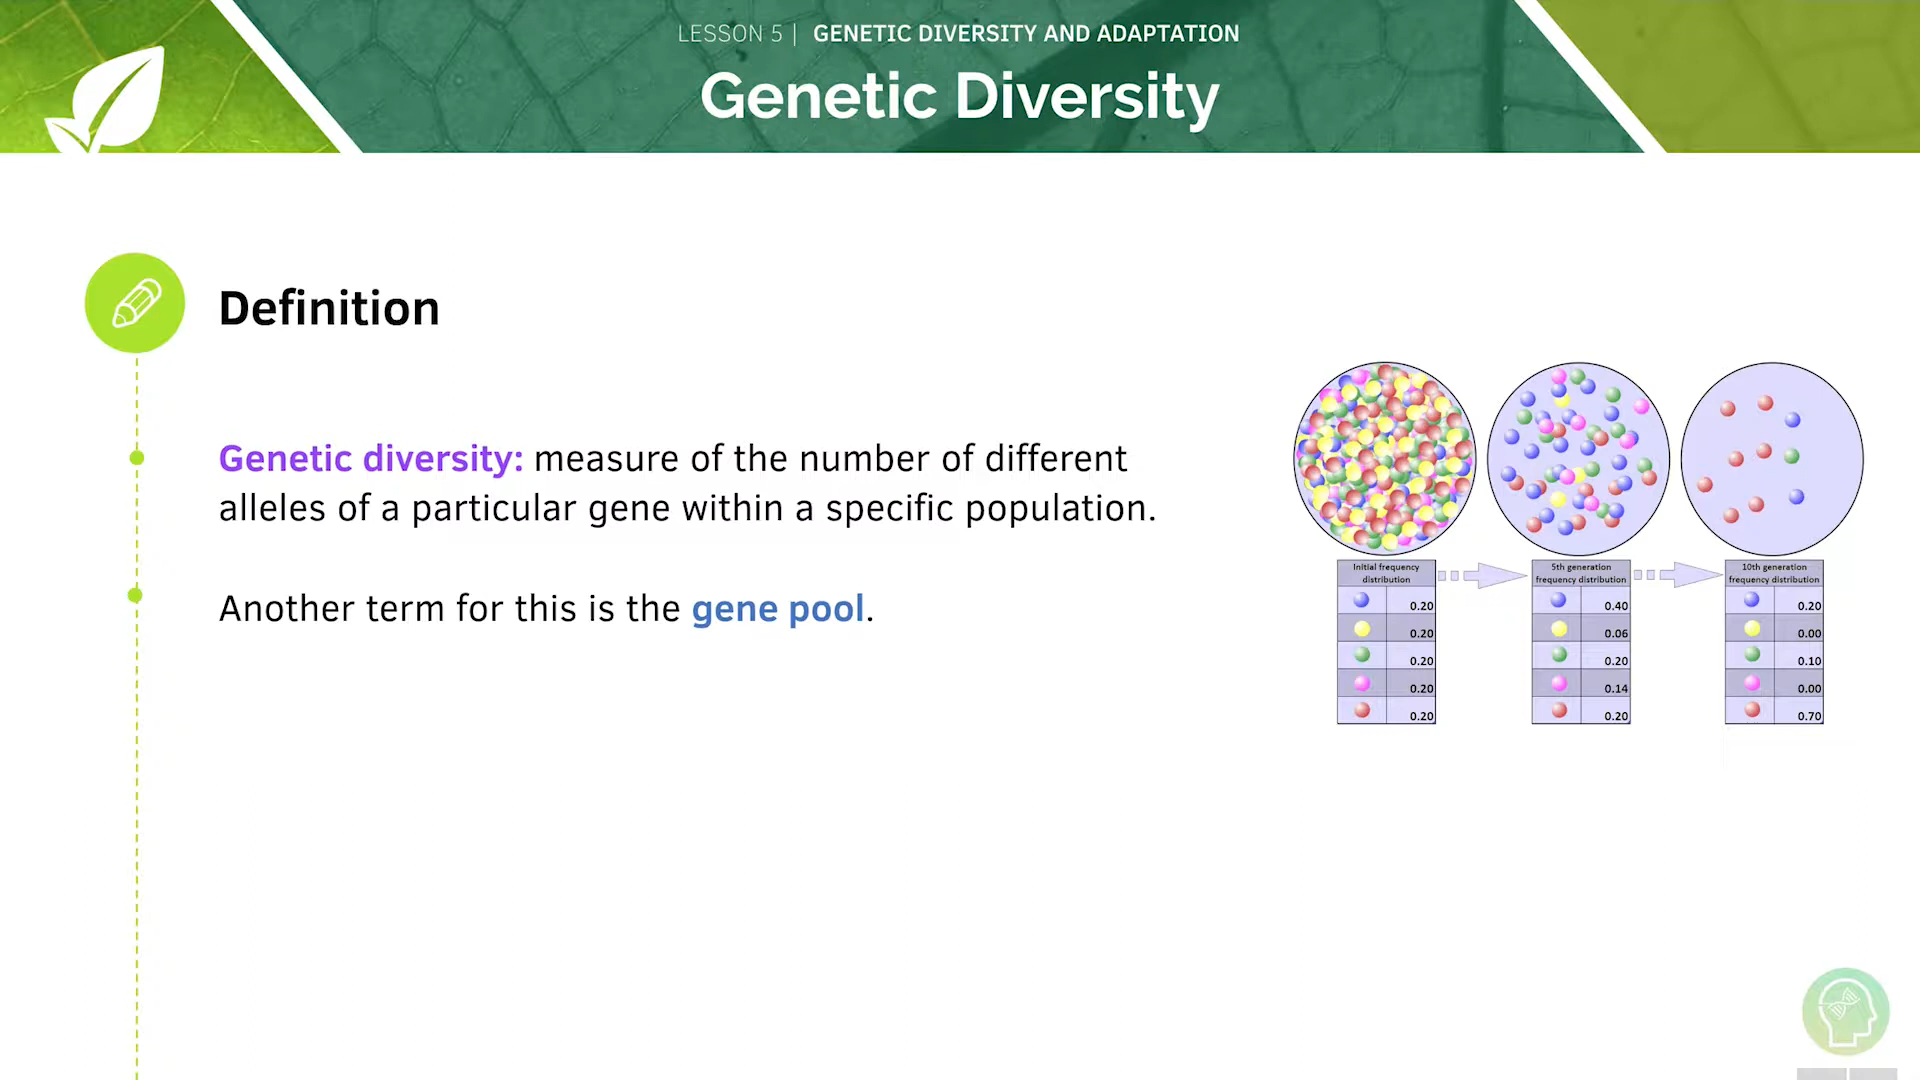 LESSON 5 | GENETIC DIVERSITY AND ADAPTATION
Genetic Diversity
Definition
Genetic diversity: measure of the number of different
alleles of a particular gene within a specific population.
Another term for this is the gene pool.
Initial frequency
distribution
0.20
0.20
0.20
0.20
0.20
5th generation
frequency distribution
0.40
0.06
0.20
0.14
0.20
10th generation
frequency distribution
0.20
0.00
0.10
0.00
0.70